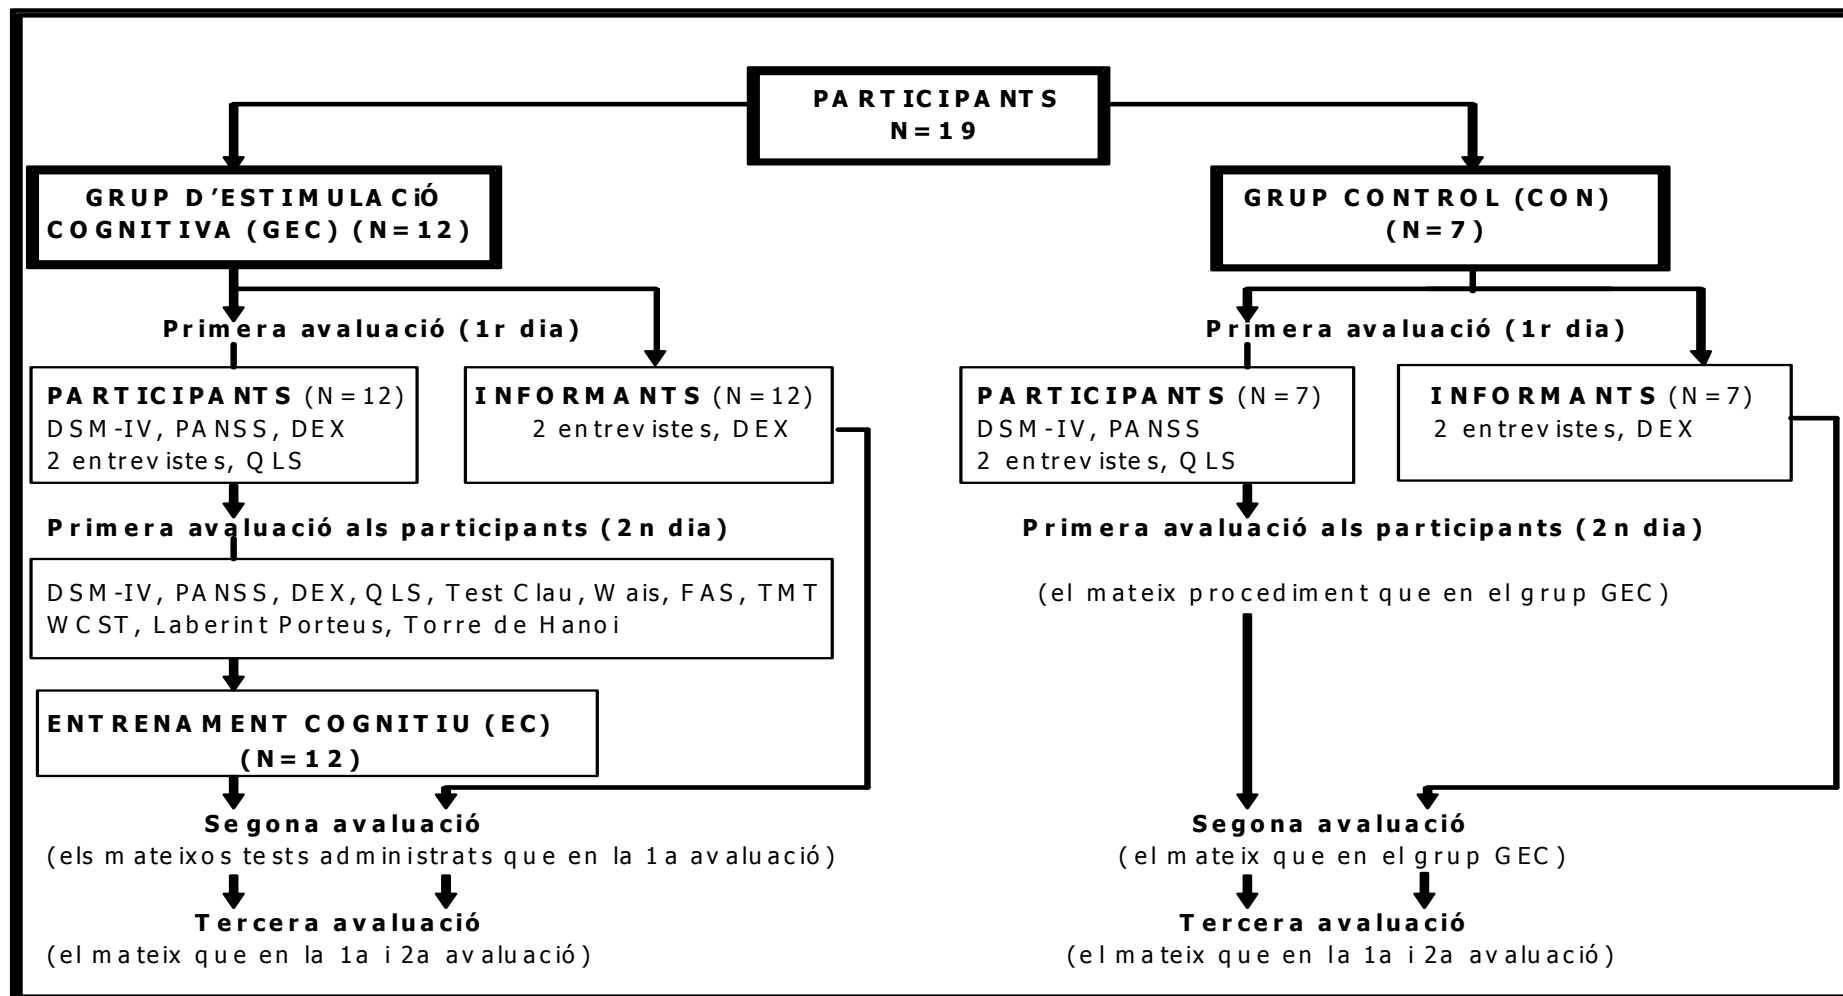 PARTICIPANTS
N=19
GRUP D'ESTIMULACiÓ
COGNITIVA (GEC) (N=12)
Primera avaluació (1r dia)
PARTICIPANTS (N=12)
DSM-IV, PANSS, DEX
2 entrevistes, QLS
INFORMANTS (N=12)
2 entrevistes, DEX
Primera avaluació als participants (2n dia)
DSM-IV, PANSS, DEX, QLS, Test Clau, Wais, FAS, TMT
WCST, Laberint Porteus, Torre de Hanoi
ENTRENAMENT COGNITIU (EC)
(N=12)
Segona avaluació
(els mateixos tests administrats que en la 1a avaluació)
Tercera avaluació
(el mateix que en la 1a i 2a avaluació)
GRUP CONTROL (CON)
(N=7)
Primera avaluació (1r dia)
PARTICIPANTS (N=7)
DSM-IV, PANSS
2 entrevistes, QLS
INFORMANTS (N=7)
2 entrevistes, DEX
Primera avaluació als participants (2n dia)
(el mateix procediment que en el grup GEC)
Segona avaluació
(el mateix que en el grup GEC)
Tercera avaluació
(el mateix que en la 1a i 2a avaluació)